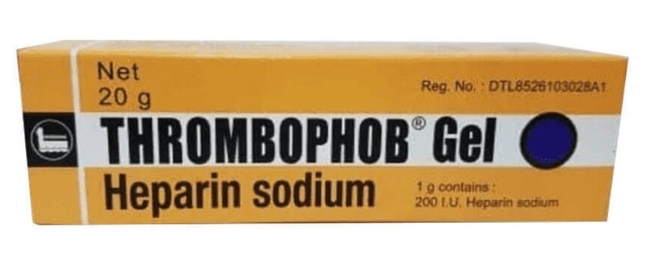 Net
20 g
Reg. No. : DTL8526103028A1
THROMBOPHOB® Gel
Heparin sodium
1 g contains :
200 I.U. Heparin sodium